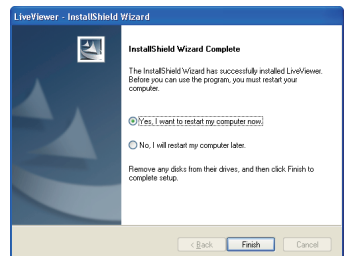 LiveViewer - InstallShield Wizard
InstallShield Wizard Complete
The InstallShield Wizard has successfully installed LiveViewer.
Before you can use the program, you must restart your
computer.
Yes, I want to restart my computer now.
No, I will restart my computer later.
Remove any disks from their drives, and then click Finish to
complete setup.
< Back Finish Cancel